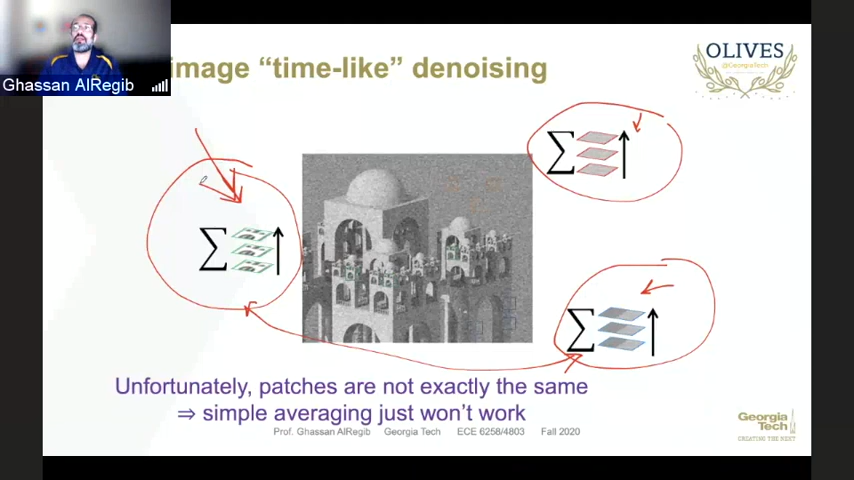 image “time-like” denoising
Ghassan AlRegib
OLIVES
@GeorgiaTech
∑
∑
∑
Unfortunately, patches are not exactly the same
⇒ simple averaging just won’t work
Prof. Ghassan AlRegib Georgia Tech ECE 6258/4803 Fall 2020
Georgia
Tech
CREATING THE NEXT